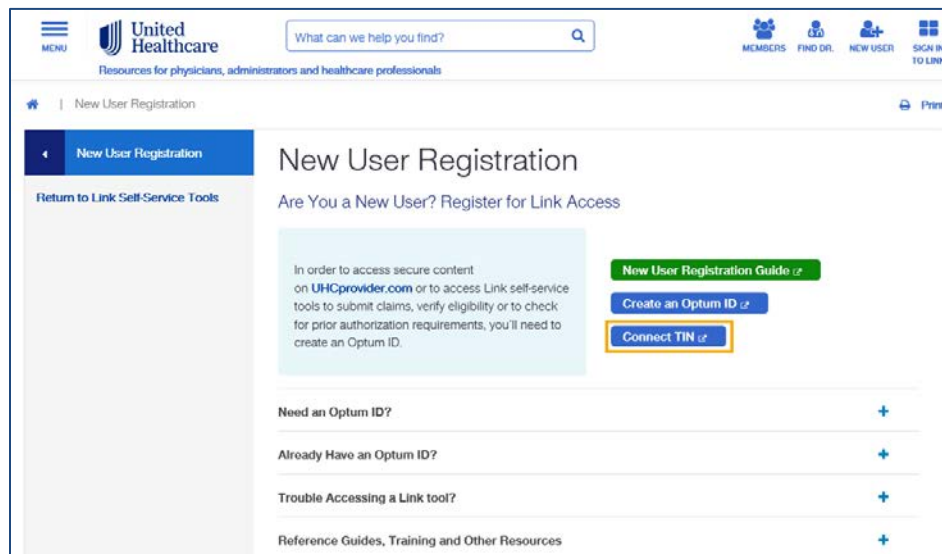 MENU
United
Healthcare
What can we help you find?
MEMBERS
FIND DR.
NEW USER
SIGN IN
TO LINK
Resources for physicians, administrators and healthcare professionals
| New User Registration
Print
New User Registration
Return to Link Self-Service Tools
New User Registration
Are You a New User? Register for Link Access
In order to access secure content
on UHCprovider.com or to access Link self-service
tools to submit claims, verify eligibility or to check
for prior authorization requirements, you'll need to
create an Optum ID.
New User Registration Guide
Create an Optum ID
Connect TIN
Need an Optum ID? +
Already Have an Optum ID? +
Trouble Accessing a Link tool? +
Reference Guides, Training and Other Resources +